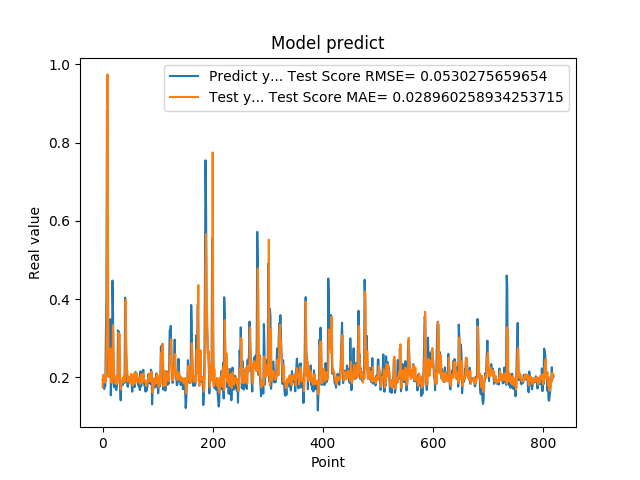 Model predict
Predict y... Test Score RMSE= 0.0530275659654
Test y... Test Score MAE= 0.028960258934253715
1.0
0.8
0.6
0.4
0.2
Real value
0
200
400
600
800
Point